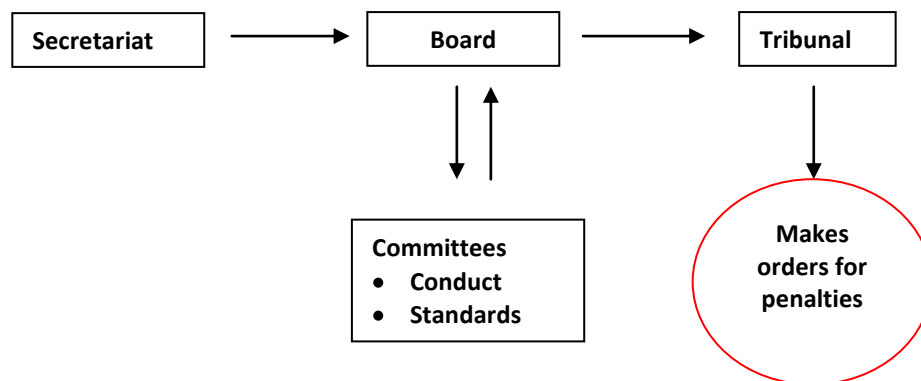 Secretariat
Board
Tribunal
Committees
• Conduct
• Standards
Makes
orders for
penalties